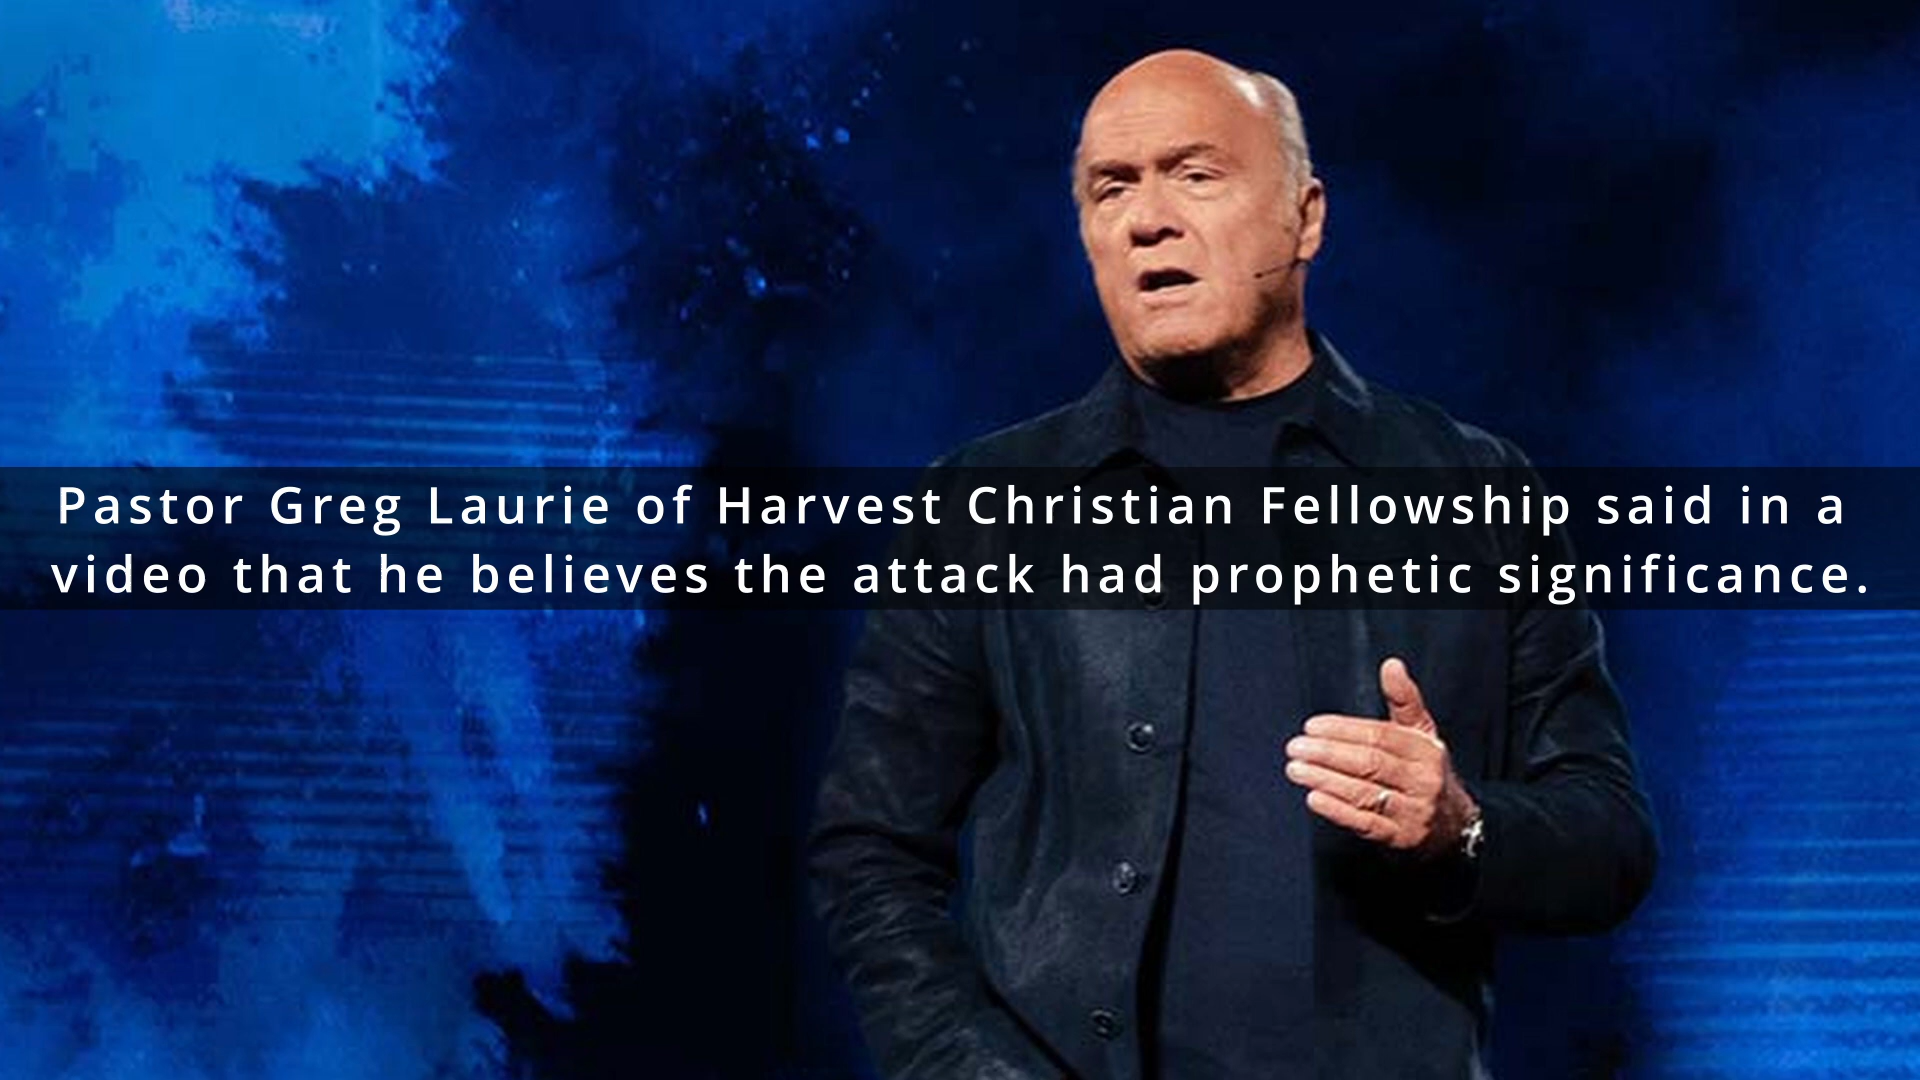 Pastor Greg Laurie of Harvest Christian Fellowship said in a
video that he believes the attack had prophetic significance.